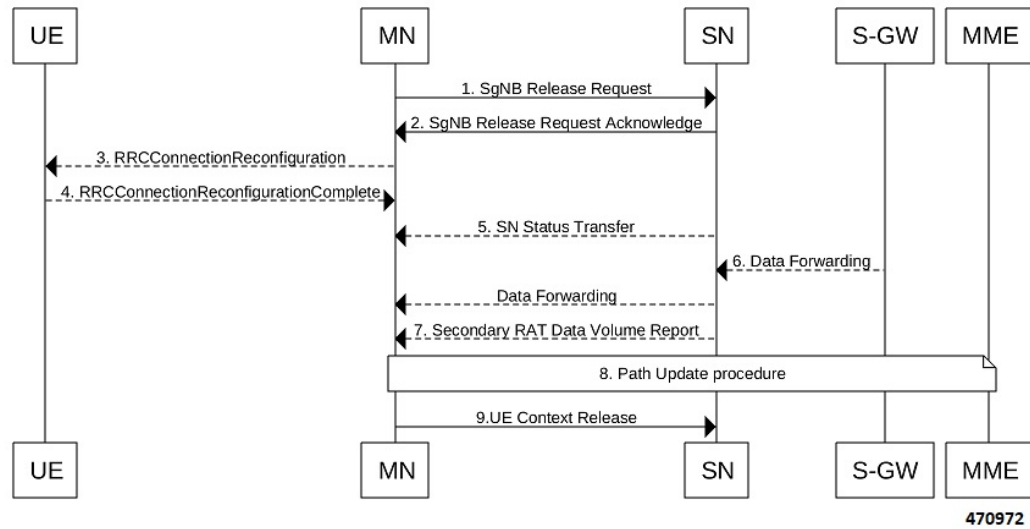 UE MN SN S-GW MME
1. SgNB Release Request
2. SgNB Release Request Acknowledge
3. RRCConnectionReconfiguration
4. RRCConnectionReconfigurationComplete
5. SN Status Transfer
6. Data Forwarding
Data Forwarding
7. Secondary RAT Data Volume Report
8. Path Update procedure
9.UE Context Release
UE MN SN S-GW MME
470972